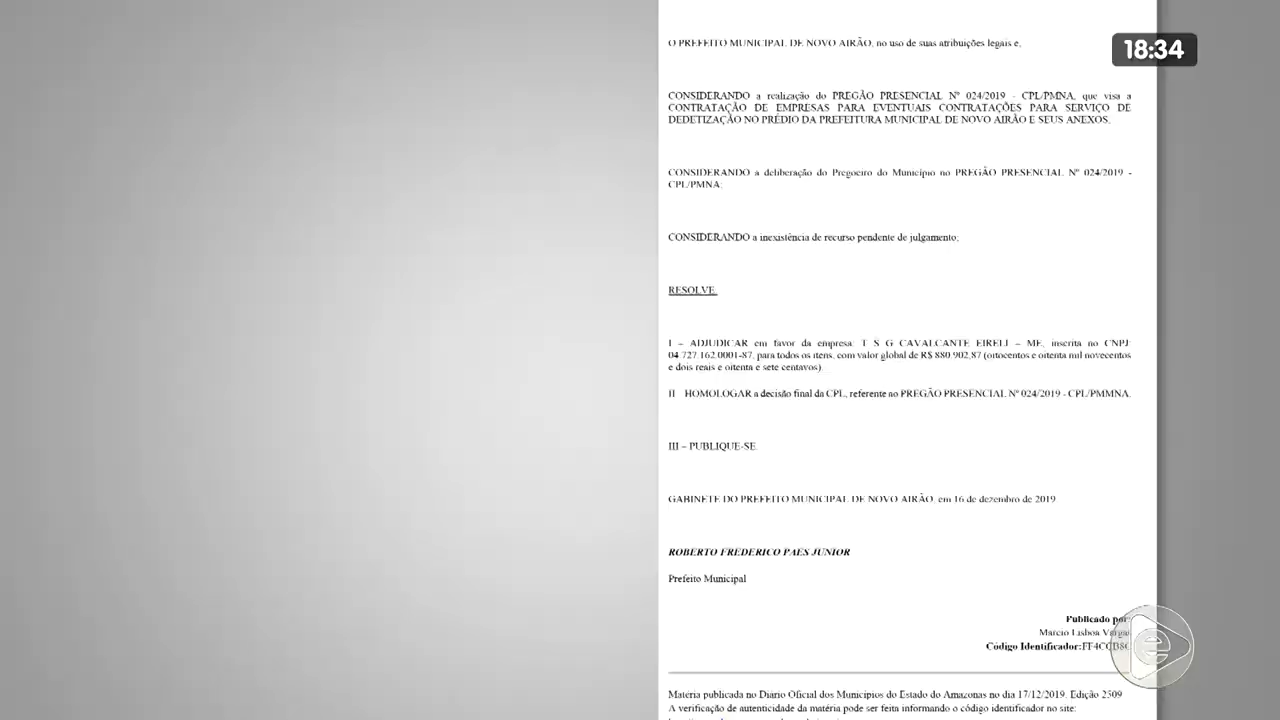 18:34
O PREFEITO MUNICIPAL DE NOVO AIRÃO, no uso de suas atribuições legais e,
CONSIDERANDO a realização do PREGÃO PRESENCIAL Nº 024/2019 - CPL/PMNA, que visa a
CONTRATAÇÃO DE EMPRESAS PARA EVENTUAIS CONTRATAÇÕES PARA SERVIÇO DE
DEDETIZAÇÃO NO PRÉDIO DA PREFEITURA MUNICIPAL DE NOVO AIRÃO E SEUS ANEXOS.
CONSIDERANDO a deliberação do Pregoeiro do Município no PREGÃO PRESENCIAL Nº 024/2019 -
CPL/PMNA;
CONSIDERANDO a inexistência de recurso pendente de julgamento;
RESOLVE:
I – ADJUDICAR em favor da empresa: T S G CAVALCANTE EIRELI – ME, inscrita no CNPJ:
04.727.162.0001-87, para todos os itens, com valor global de R$ 880.902,87 (oitocentos e oitenta mil novecentos
e dois reais e oitenta e sete centavos).
II HOMOLOGAR a decisão final da CPL, referente ao PREGÃO PRESENCIAL Nº 024/2019 - CPL/PMMNA.
III – PUBLIQUE-SE.
GABINETE DO PREFEITO MUNICIPAL DE NOVO AIRÃO, em 16 de dezembro de 2019
ROBERTO FREDERICO PAES JUNIOR
Prefeito Municipal
Publicado por:
Marcio Lisboa
Código Identificador:
Matéria publicada no Diário Oficial dos Municípios do Estado do Amazonas no dia 17/12/2019. Edição 2509
A verificação de autenticidade da matéria pode ser feita informando o código identificador no site: